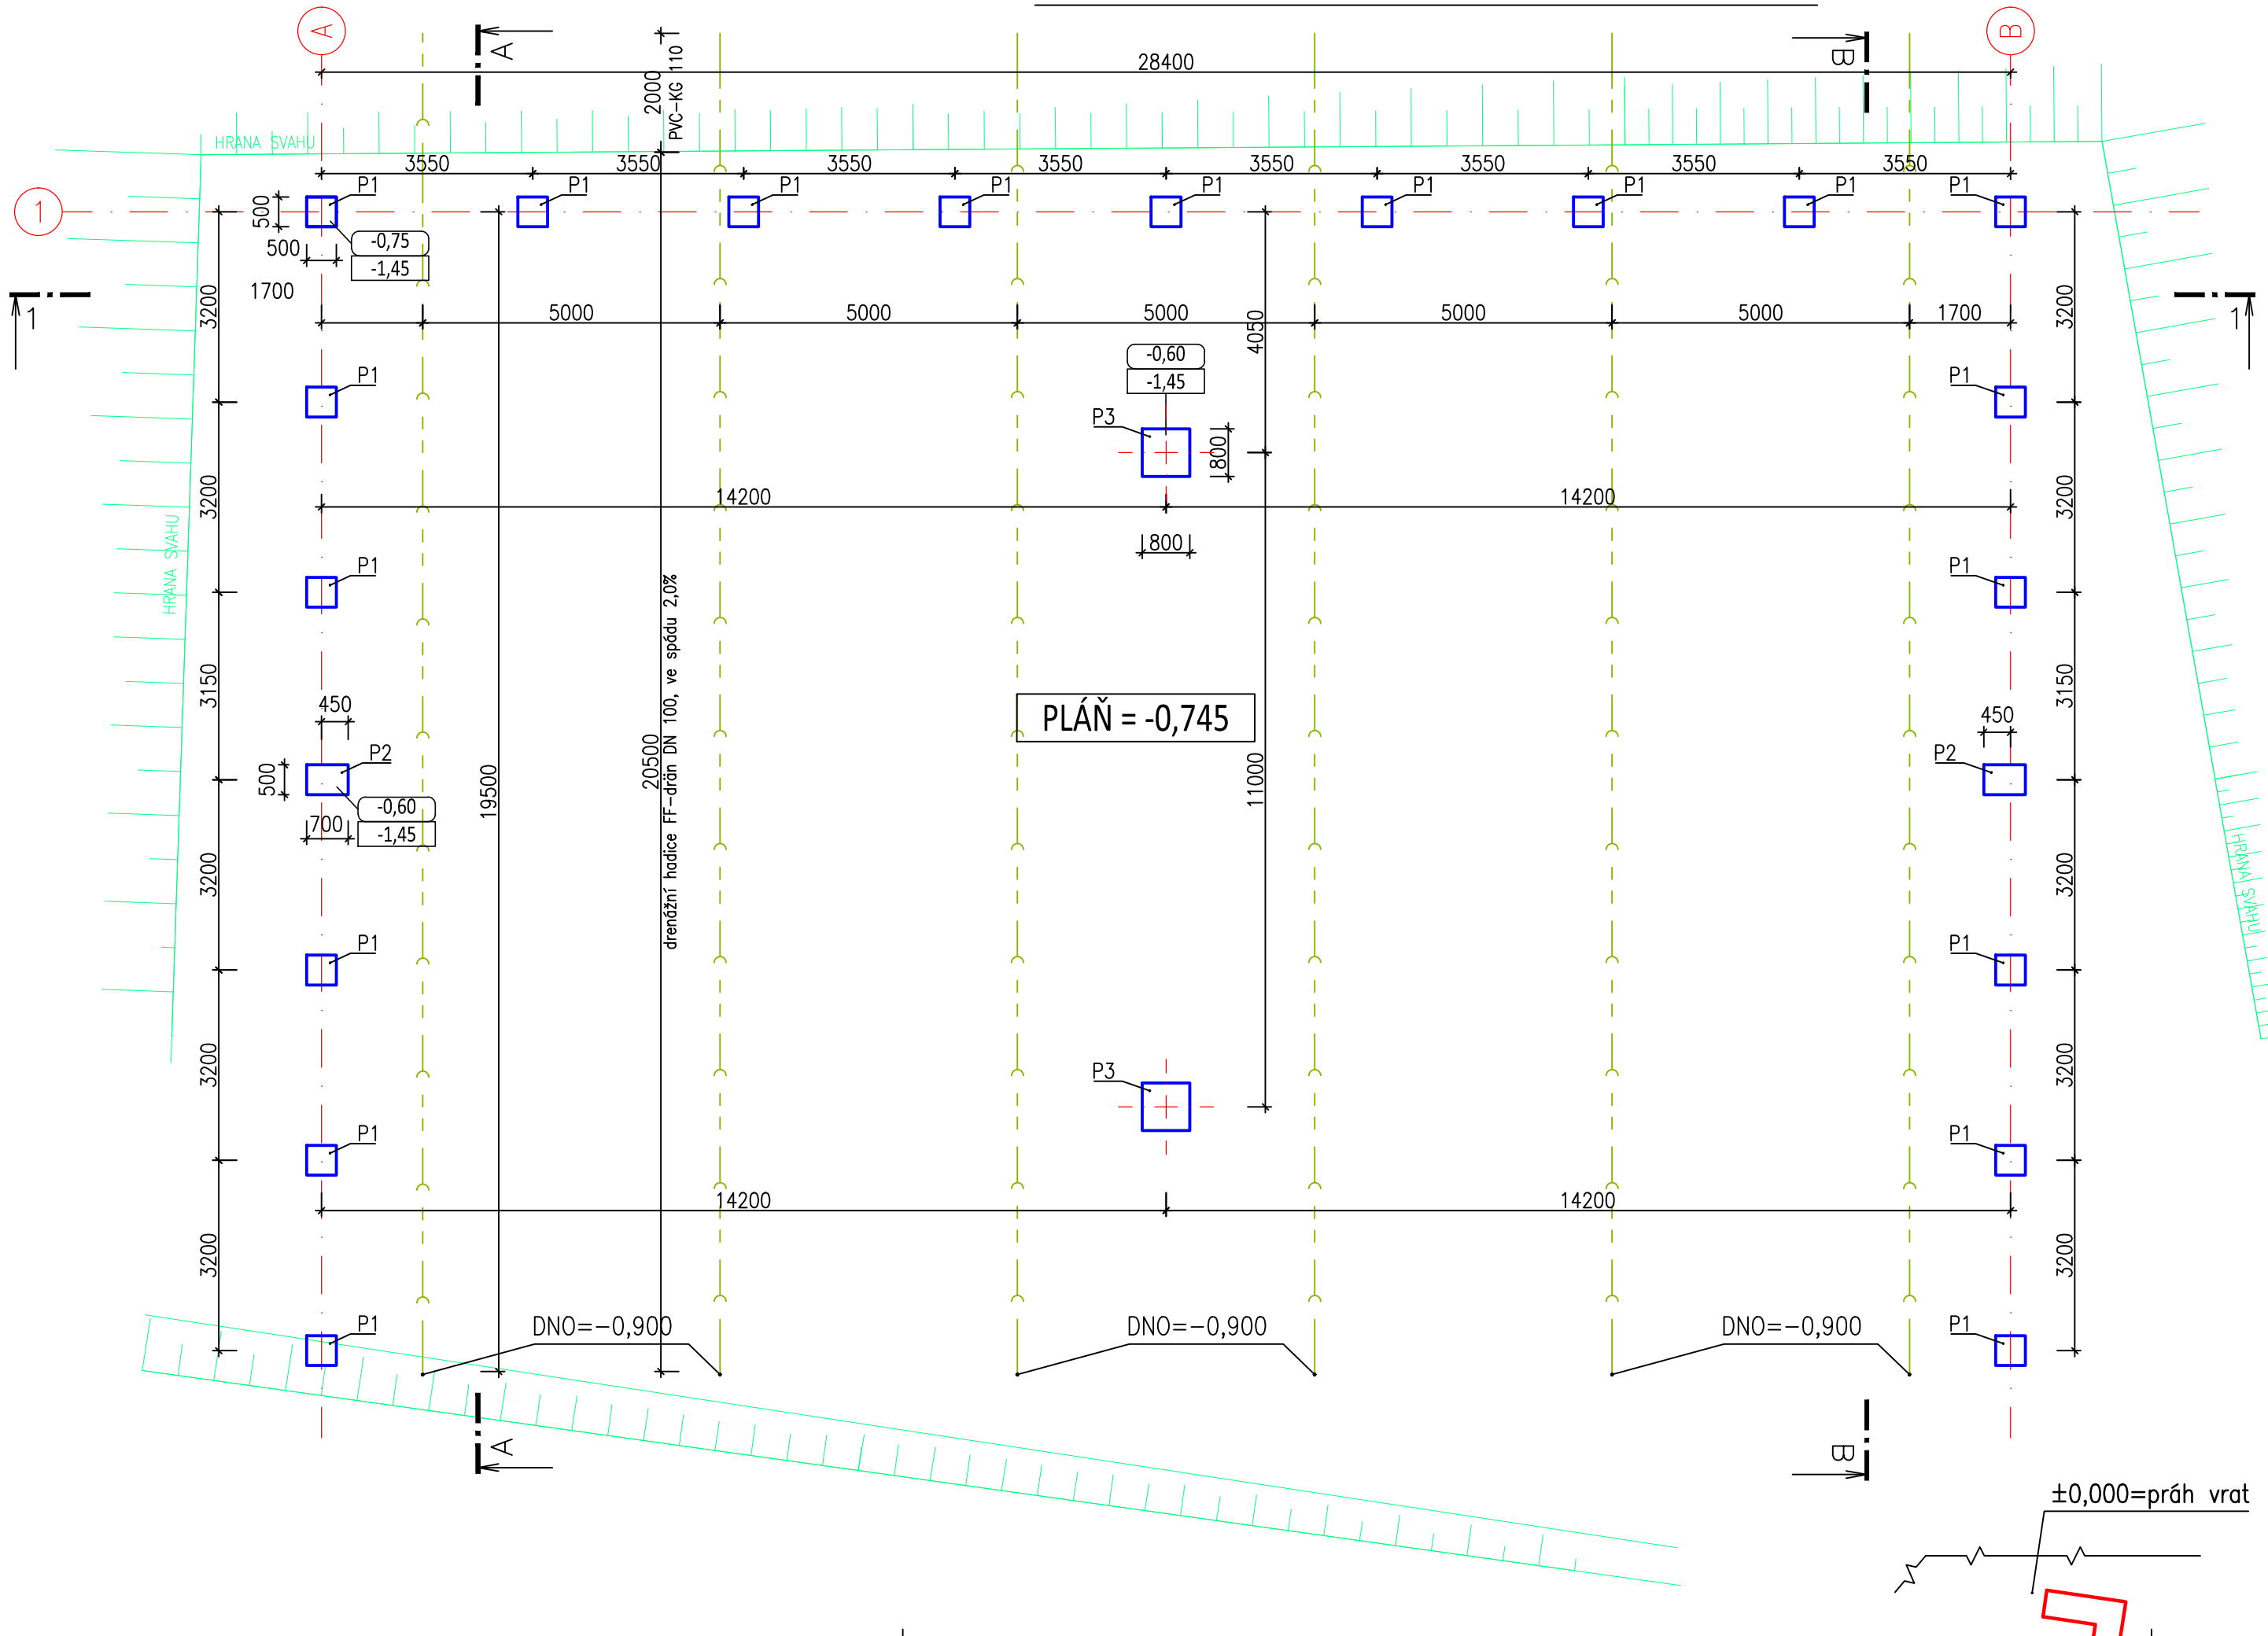 A
A
B
B
28400
2000
PVC-KG 110
HRANA SVAHU
3550
3550
3550
3550
3550
3550
3550
3550
1
P1
P1
P1
P1
P1
P1
P1
P1
P1
500
500
-0,75
-1,45
1700
5000
5000
5000
5000
5000
1700
1
1
3200
3200
4050
-0,60
-1,45
P1
P1
P3
800
14200
14200
800
3200
3200
HRANA SVAHU
P1
P1
drenážní hadice FF-drän DN 100, ve spádu 2,0%
20500
19500
PLÁŇ = -0,745
11000
3150
3150
450
450
P2
P2
500
-0,60
-1,45
700
HRANA SVAHU
3200
3200
P1
P1
3200
3200
P3
P1
P1
14200
14200
3200
3200
P1
P1
DNO=-0,900
DNO=-0,900
DNO=-0,900
A
B
±0,000=práh vrat